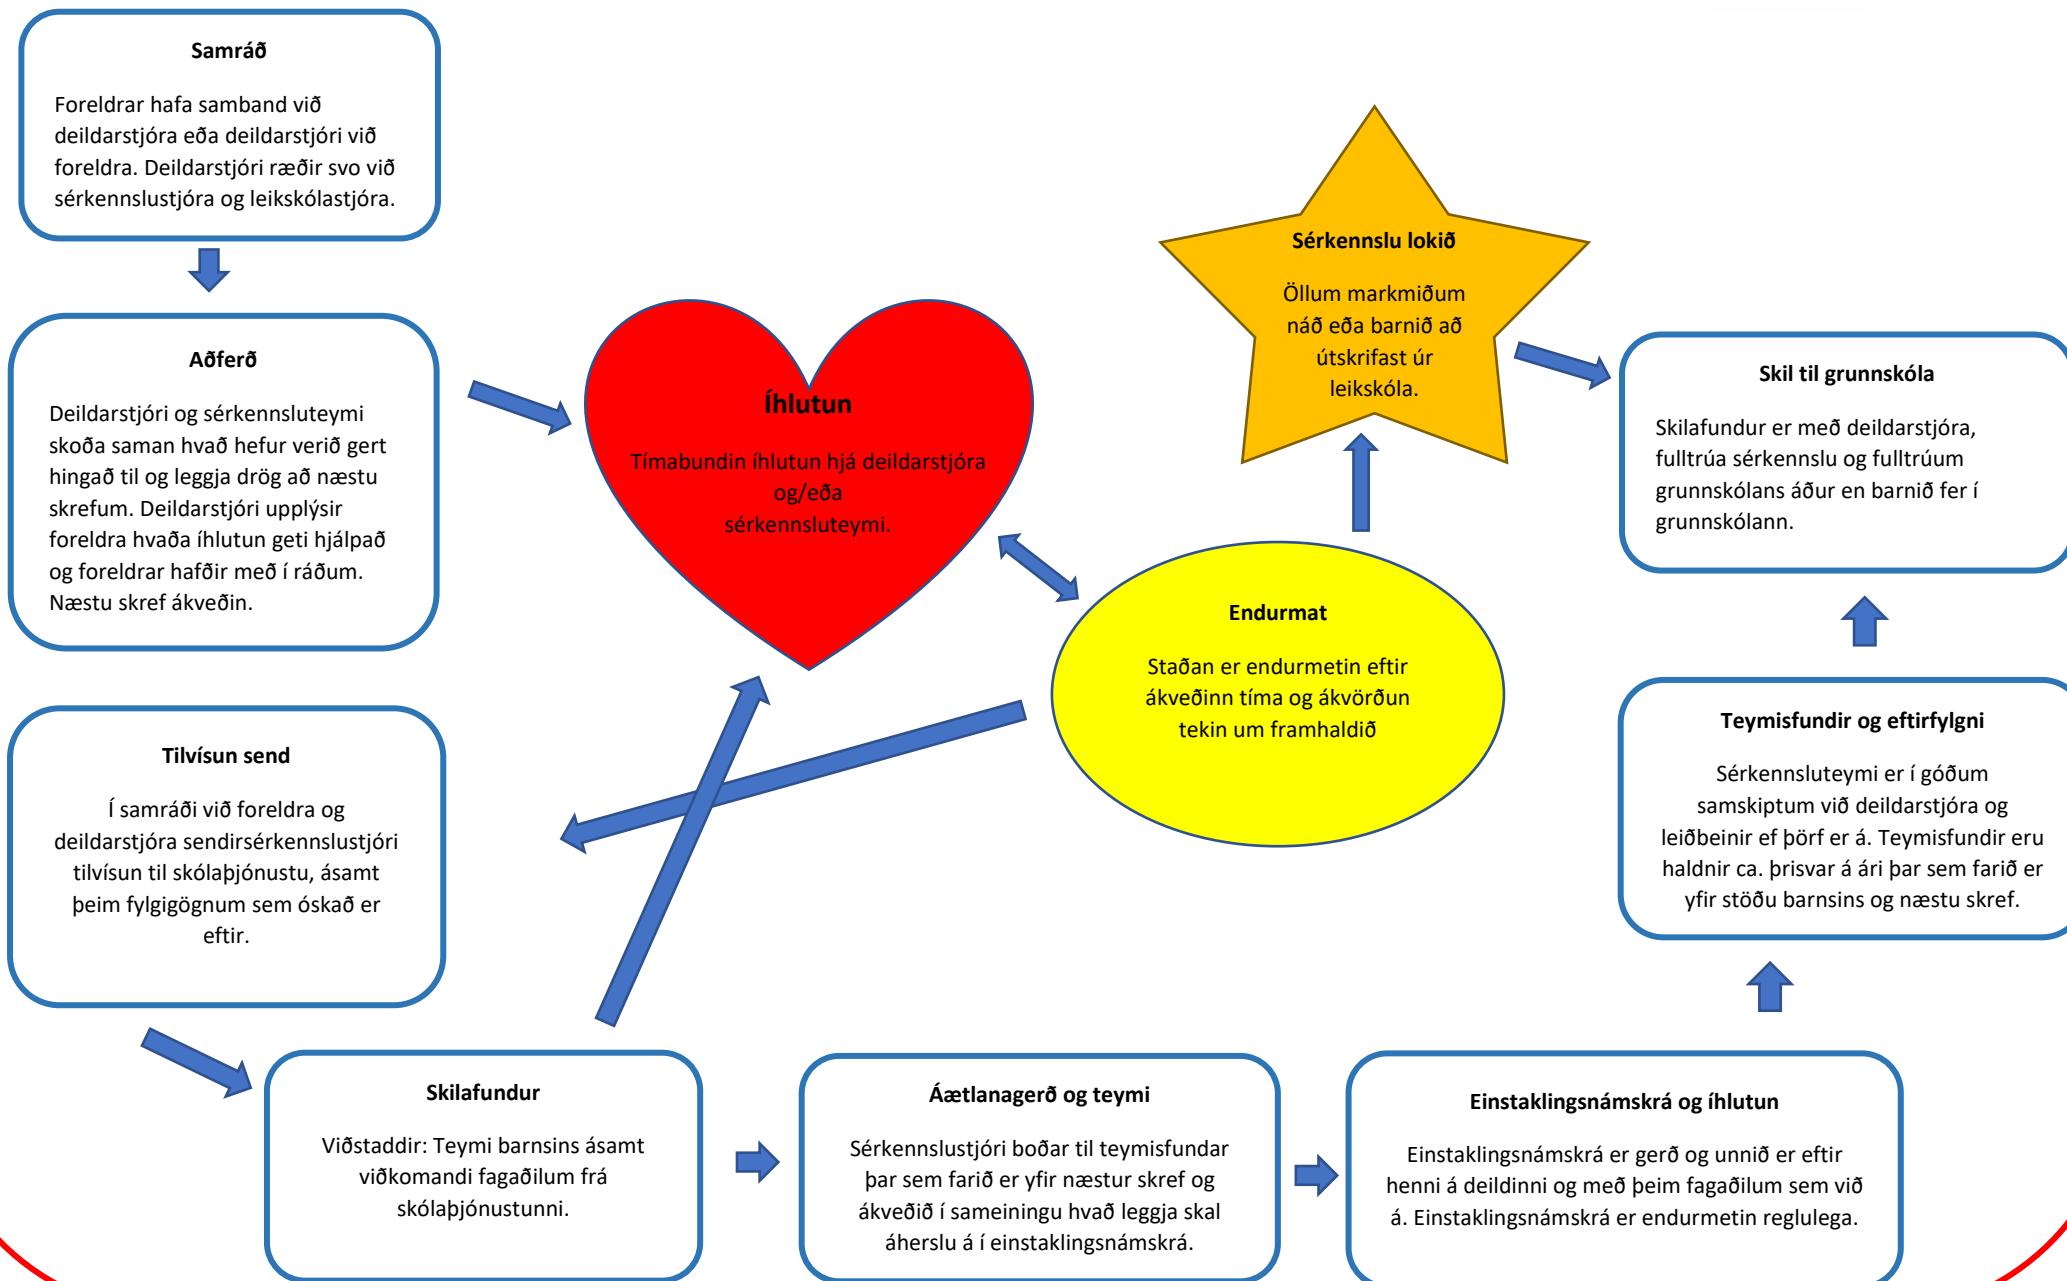 Samráð
Foreldrar hafa samband við
deildarstjóra eða deildarstjóri við
foreldra. Deildarstjóri ræðir svo við
sérkennslustjóra og leikskólastjóra.
Aðferð
Deildarstjóri og sérkennsluteymi
skoða saman hvað hefur verið gert
hingað til og leggja drög að næstu
skrefum. Deildarstjóri upplýsir
foreldra hvaða íhlutun geti hjálpað
og foreldrar hafðir með í ráðum.
Næstu skref ákveðin.
Íhlutun
Tímabundin íhlutun hjá deildarstjóra
og/eða
sérkennsluteymi.
Endurmat
Staðan er endurmetin eftir
ákveðinn tíma og ákvörðun
tekin um framhaldið
Sérkennslu lokið
Öllum markmiðum
náð eða barnið að
útskrifast úr
leikskóla.
Tilvísun send
Í samráði við foreldra og
deildarstjóra sendirsérkennslustjóri
tilvísun til skólaþjónustu, ásamt
þeim fylgigögnum sem óskað er
eftir.
Skilafundur
Viðstaddir: Teymi barnsins ásamt
viðkomandi fagaðilum frá
skólaþjónustunni.
Áætlanagerð og teymi
Sérkennslustjóri boðar til teymisfundar
þar sem farið er yfir næstur skref og
ákveðið í sameiningu hvað leggja skal
áherslu á í einstaklingsnámskrá.
Einstaklingsnámskrá og íhlutun
Einstaklingsnámskrá er gerð og unnið er eftir
henni á deildinni og með þeim fagaðilum sem við
á. Einstaklingsnámskrá er endurmetin reglulega.
Teymisfundir og eftirfylgni
Sérkennsluteymi er í góðum
samskiptum við deildarstjóra og
leiðbeinir ef þörf er á. Teymisfundir eru
haldnir ca. þrisvar á ári þar sem farið er
yfir stöðu barnsins og næstu skref.
Skil til grunnskóla
Skilafundur er með deildarstjóra,
fulltrúa sérkennslu og fulltrúum
grunnskólans áður en barnið fer í
grunnskólann.